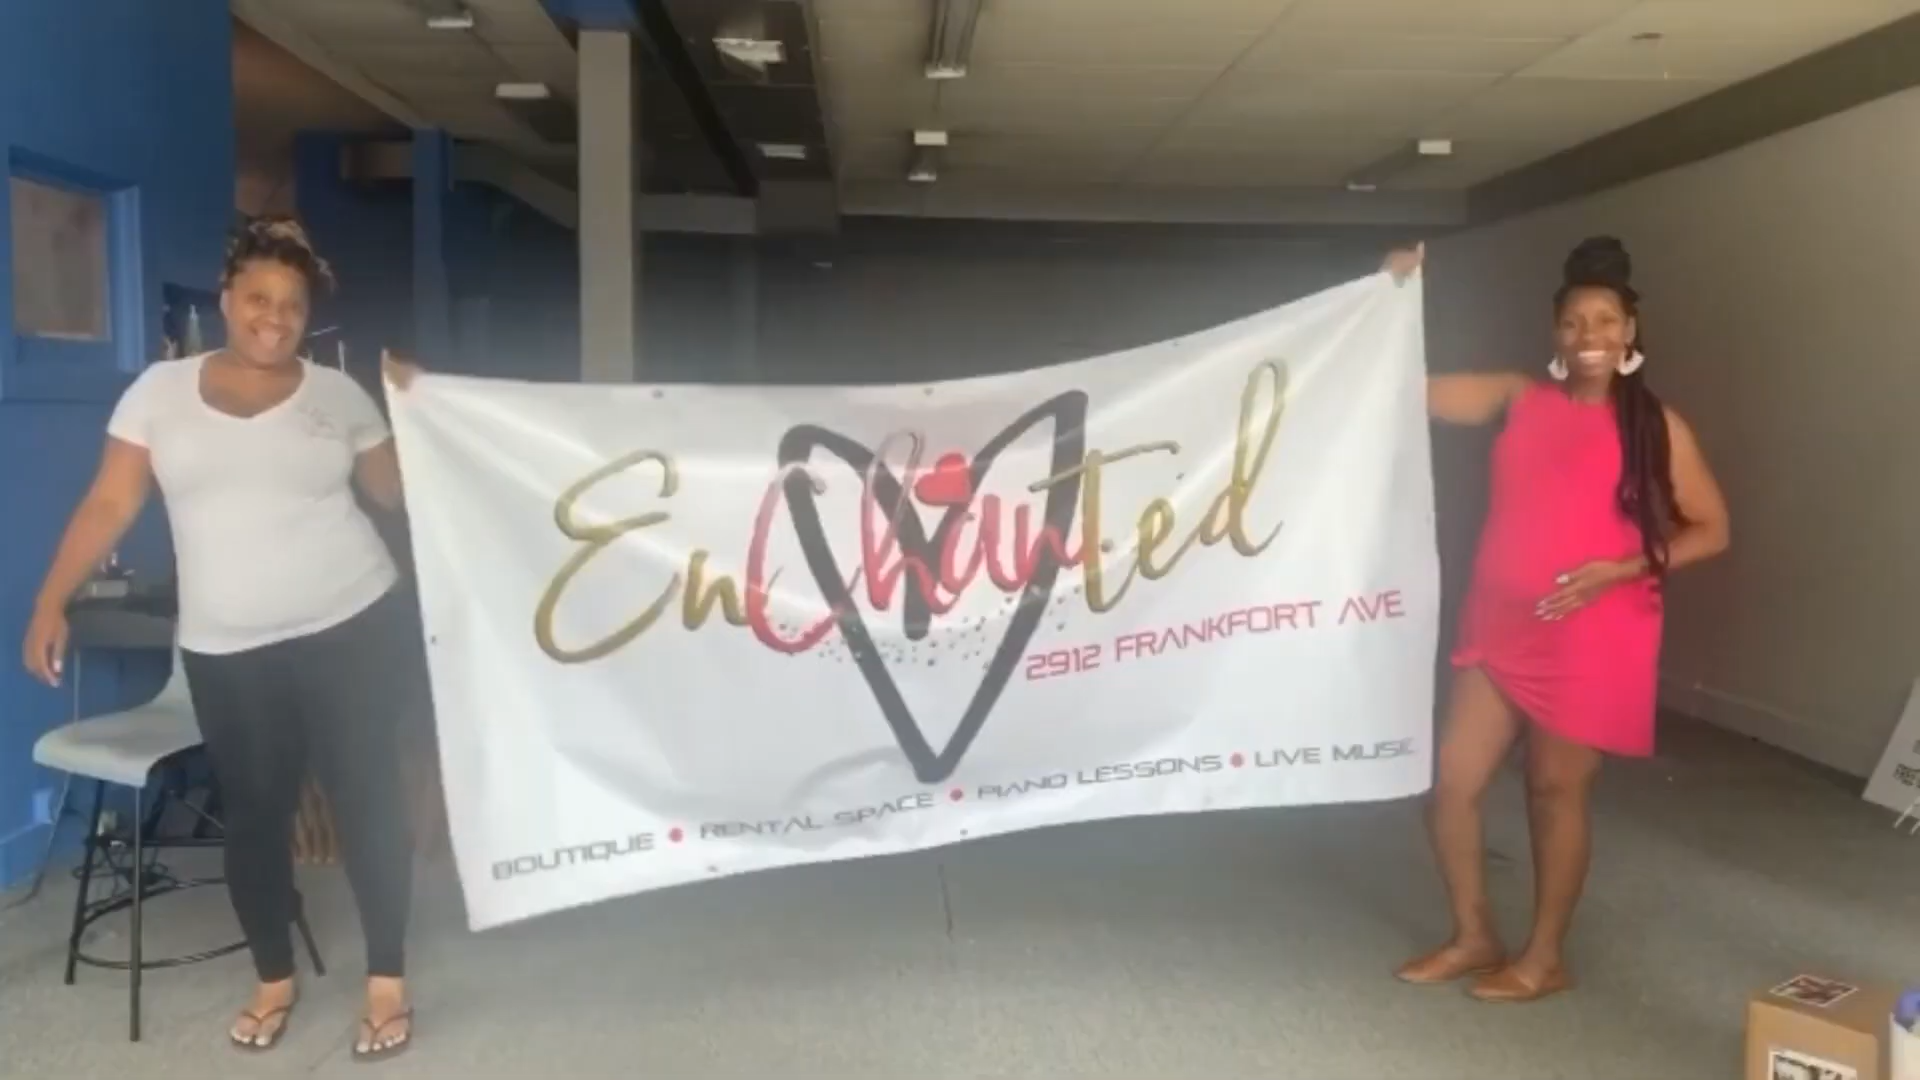 EnChanted
2912 FRANKFORT AVE
BOUTIQUE • RENTAL SPACE • PIANO LESSONS • LIVE MUSIC